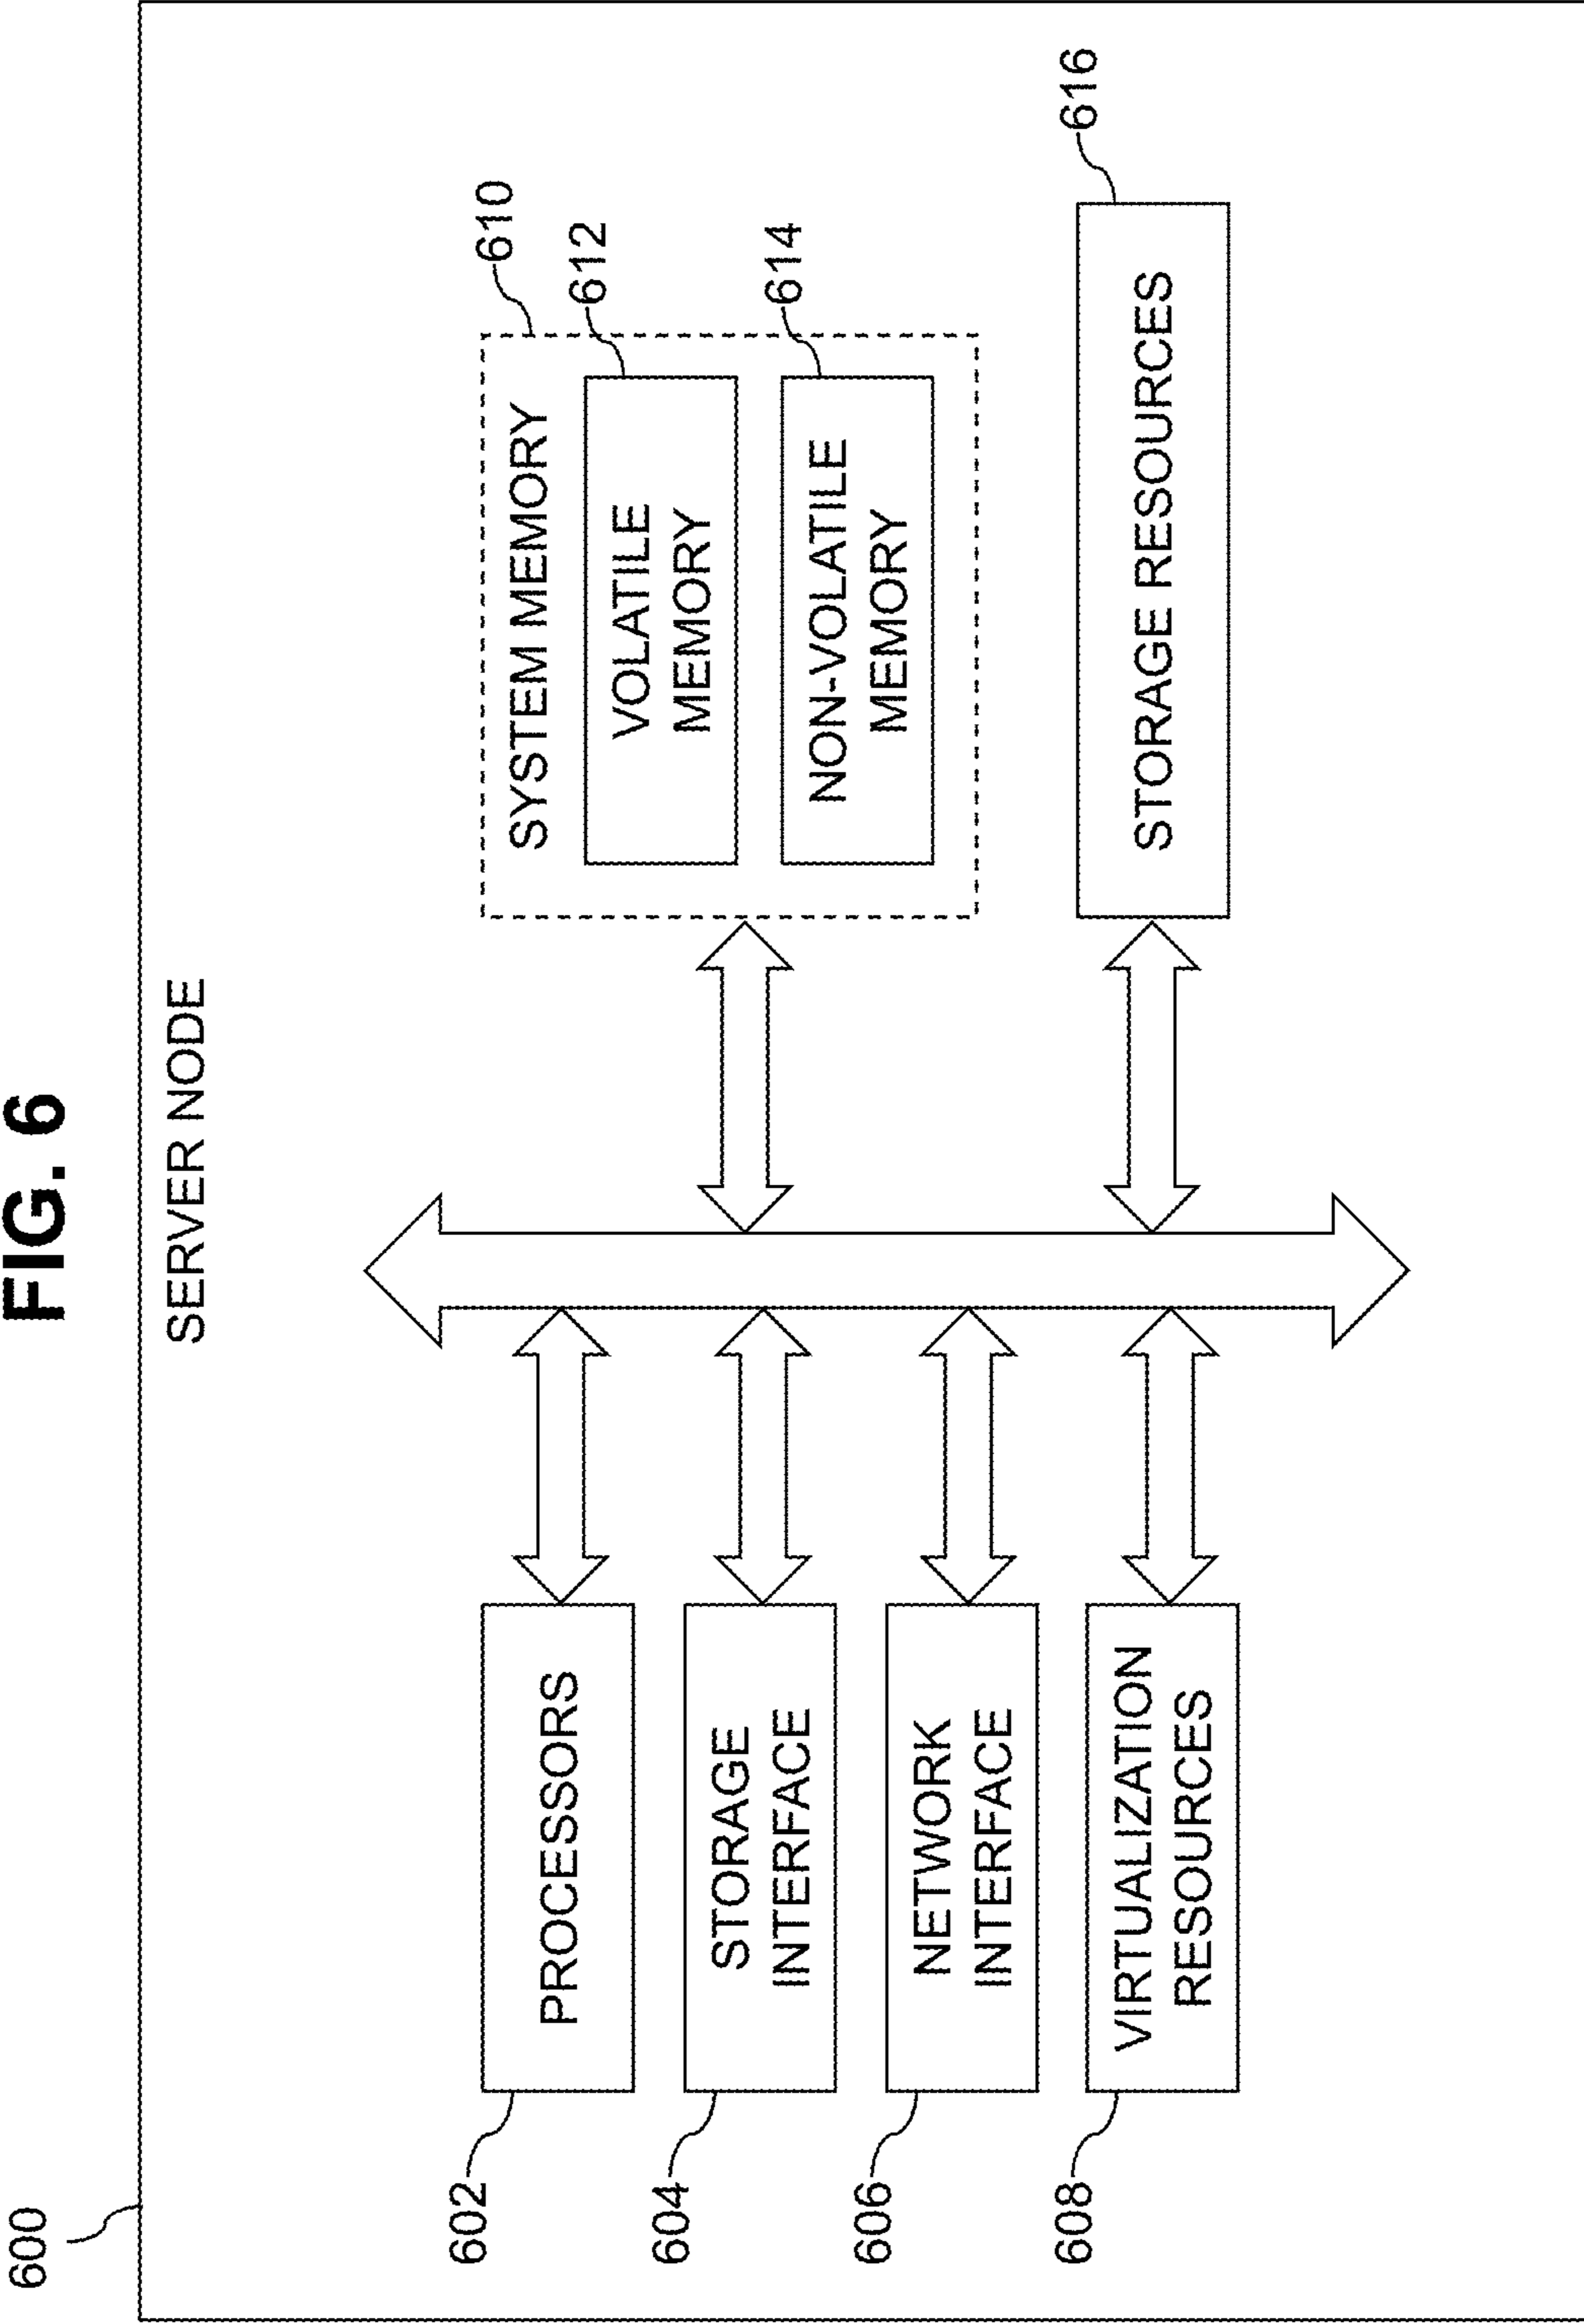 FIG. 6
600
SERVER NODE
602
PROCESSORS
604
STORAGE
INTERFACE
606
NETWORK
INTERFACE
608
VIRTUALIZATION
RESOURCES
610
SYSTEM MEMORY
612
VOLATILE
MEMORY
614
NON-VOLATILE
MEMORY
616
STORAGE RESOURCES